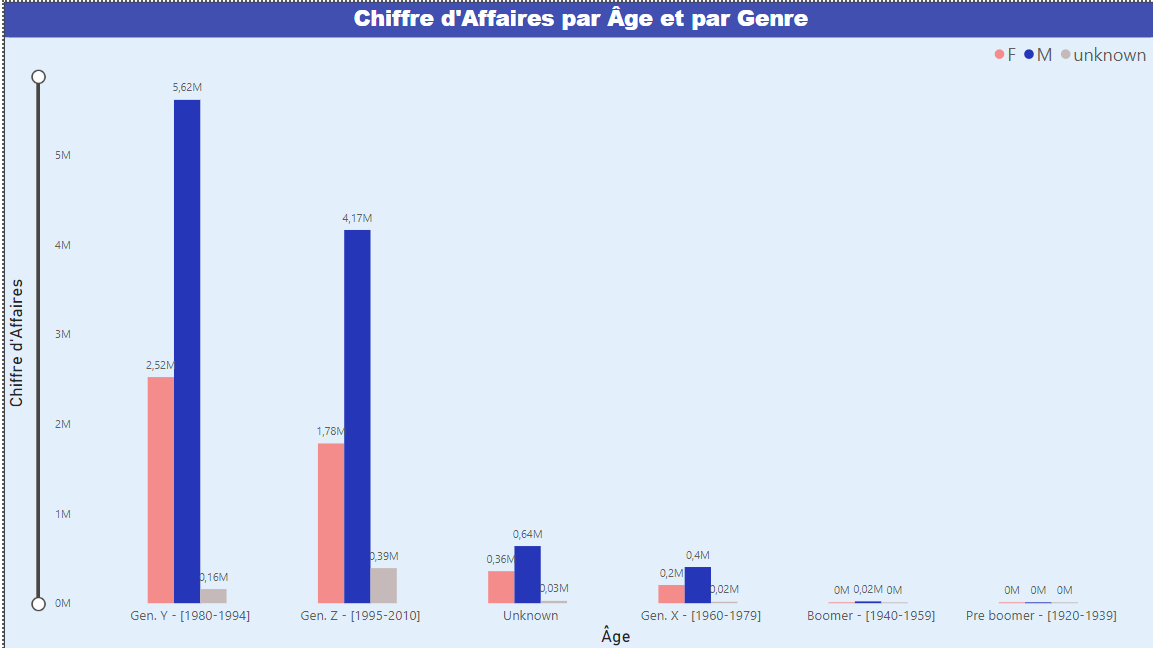 Chiffre d'Affaires par Âge et par Genre
F M unknown
Chiffre d'Affaires
5M
4M
3M
2M
1M
0M
2,52M
5,62M
0,16M
1,78M
4,17M
0,39M
0,36M
0,64M
0,03M
0,2M
0,4M
0,02M
0M
0,02M
0M
0M
0M
0M
Gen. Y - [1980-1994]
Gen. Z - [1995-2010]
Unknown
Gen. X - [1960-1979]
Boomer - [1940-1959]
Pre boomer - [1920-1939]
Âge